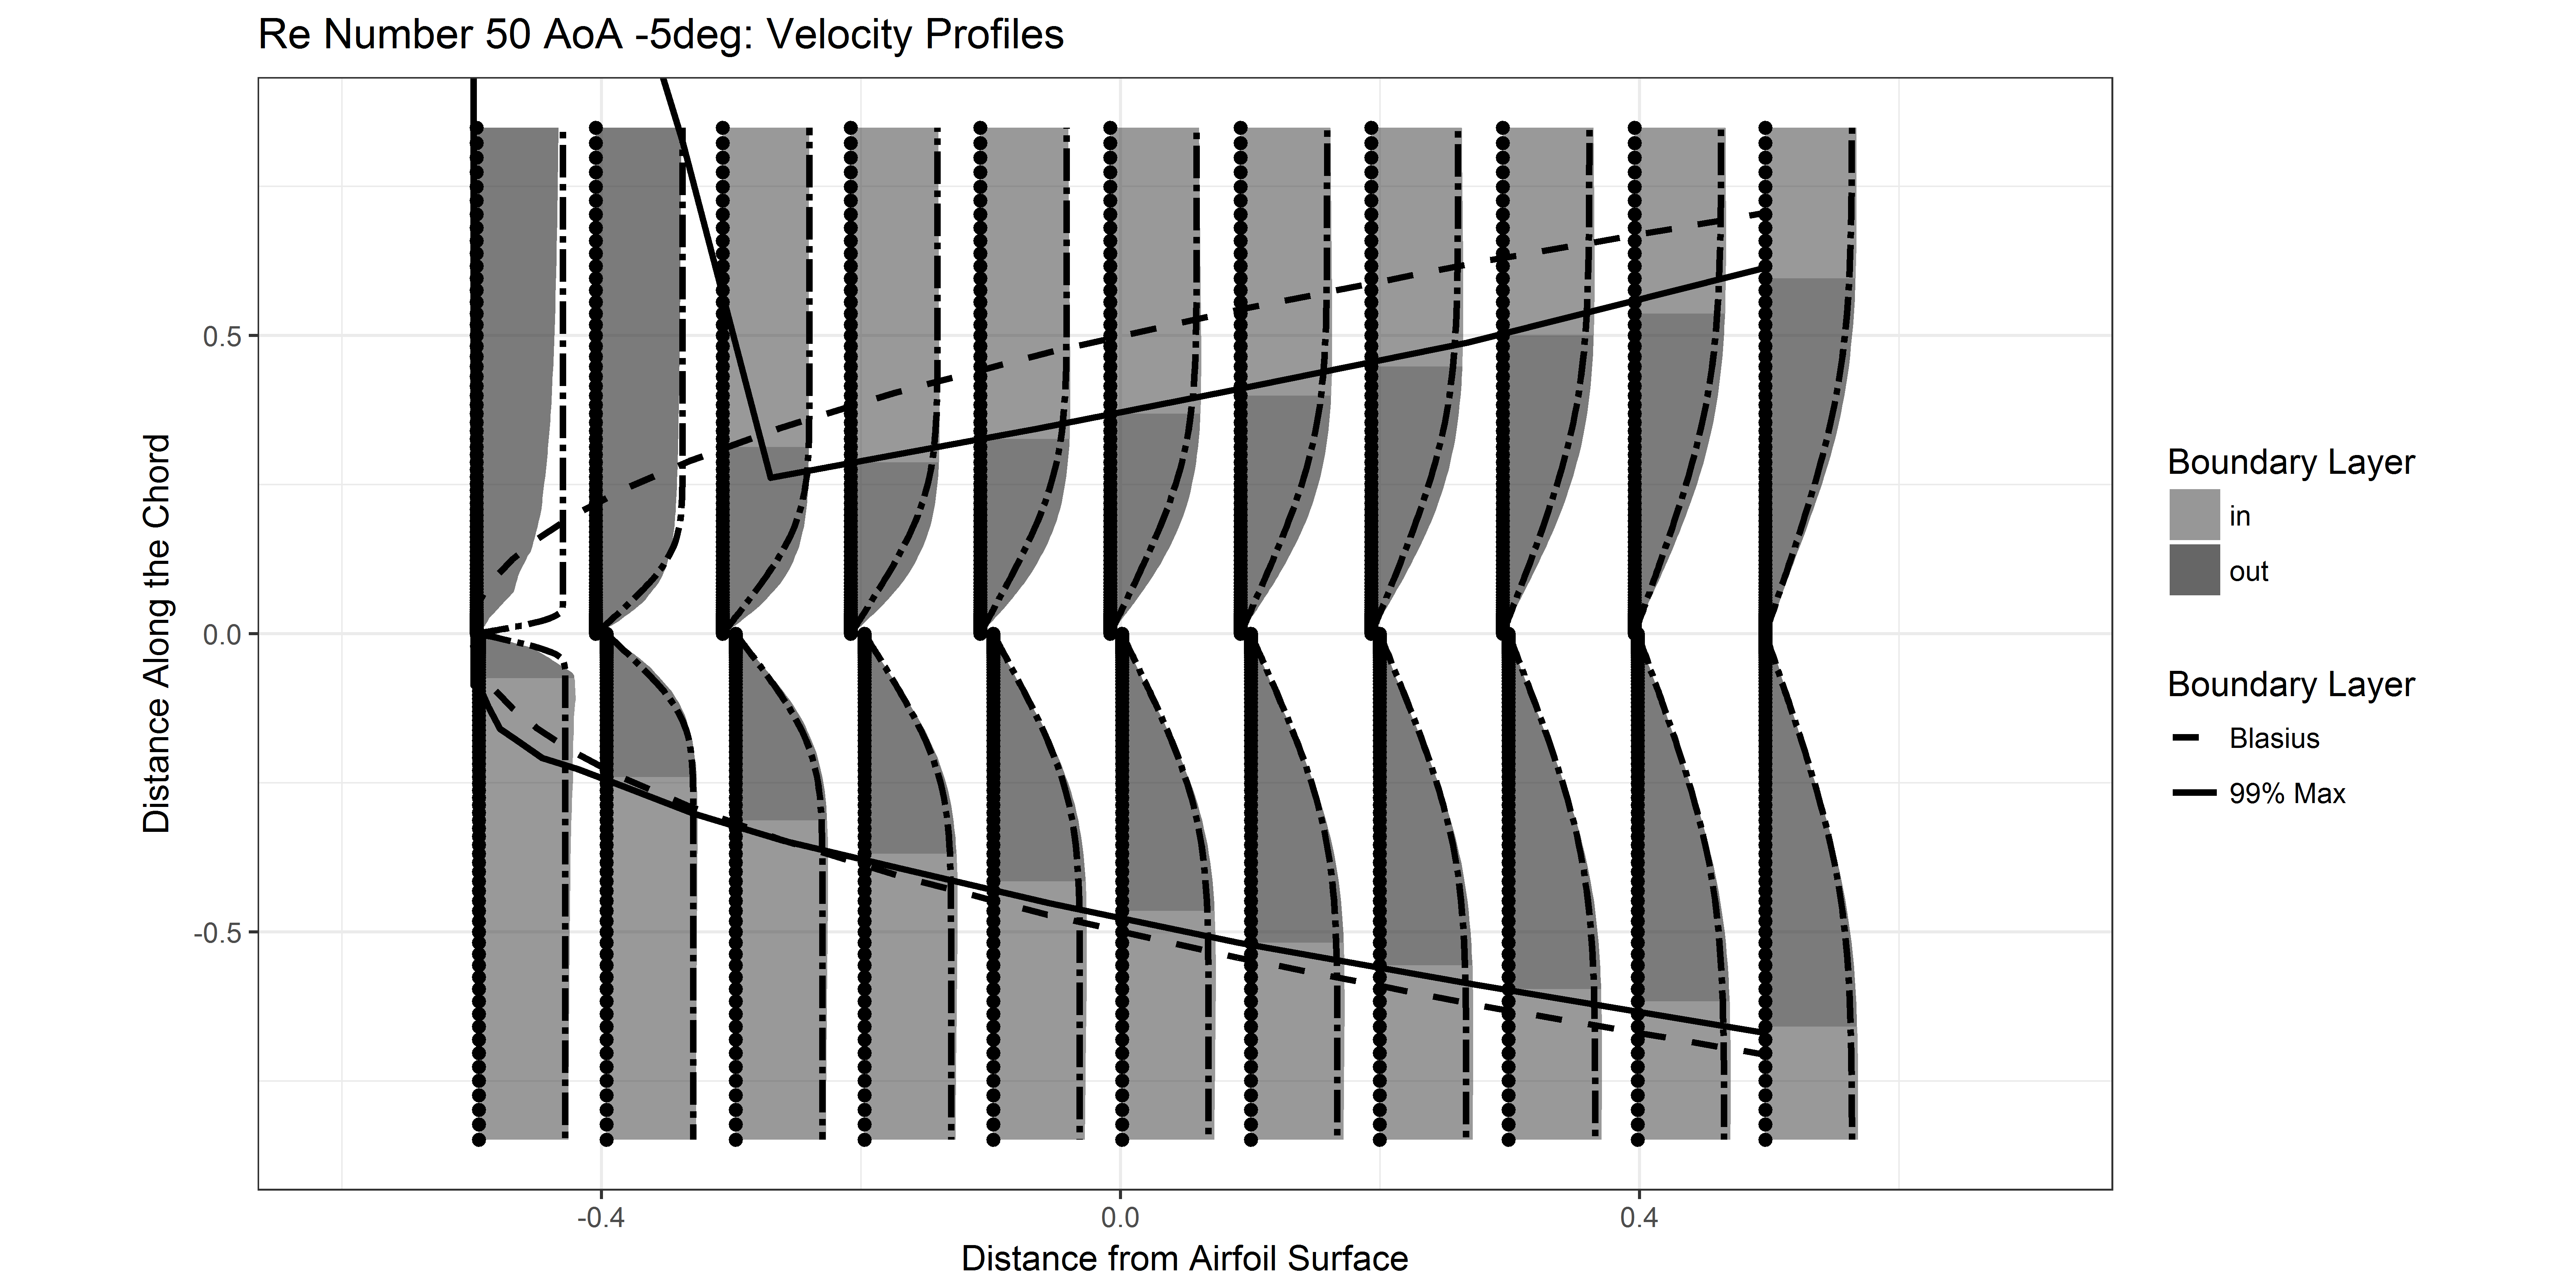 Re Number 50 AoA -5deg: Velocity Profiles
Distance Along the Chord
0.5
0.0
-0.5
-0.4
0.0
0.4
Distance from Airfoil Surface
Boundary Layer
in
out
Boundary Layer
Blasius
99% Max